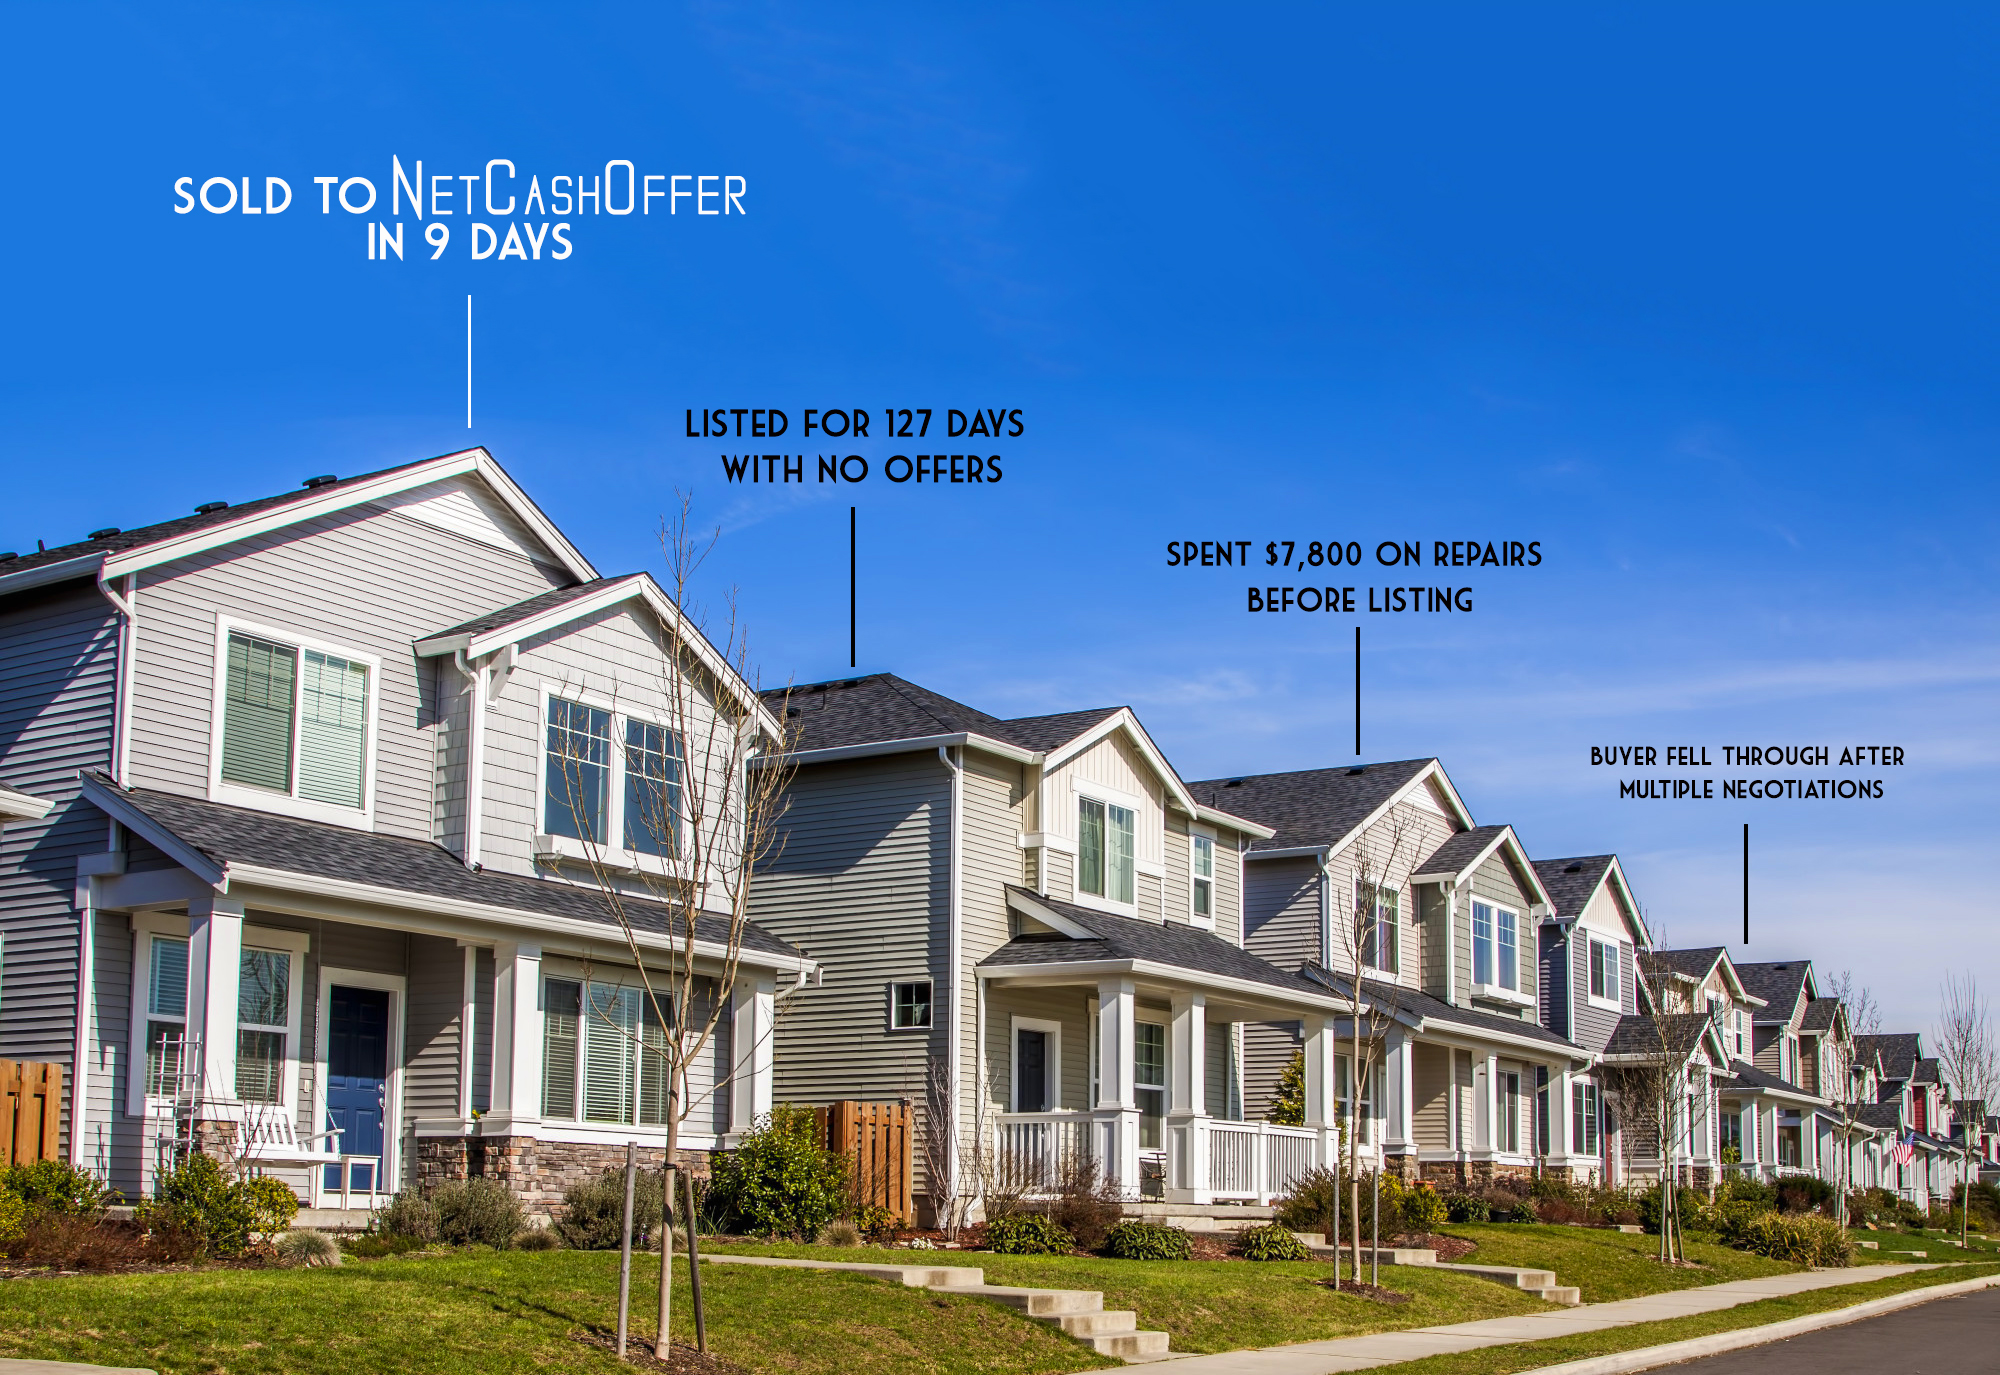 SOLD TO NETCASHOFFER
IN 9 DAYS
LISTED FOR 127 DAYS
WITH NO OFFERS
SPENT $7,800 ON REPAIRS
BEFORE LISTING
BUYER FELL THROUGH AFTER
MULTIPLE NEGOTIATIONS